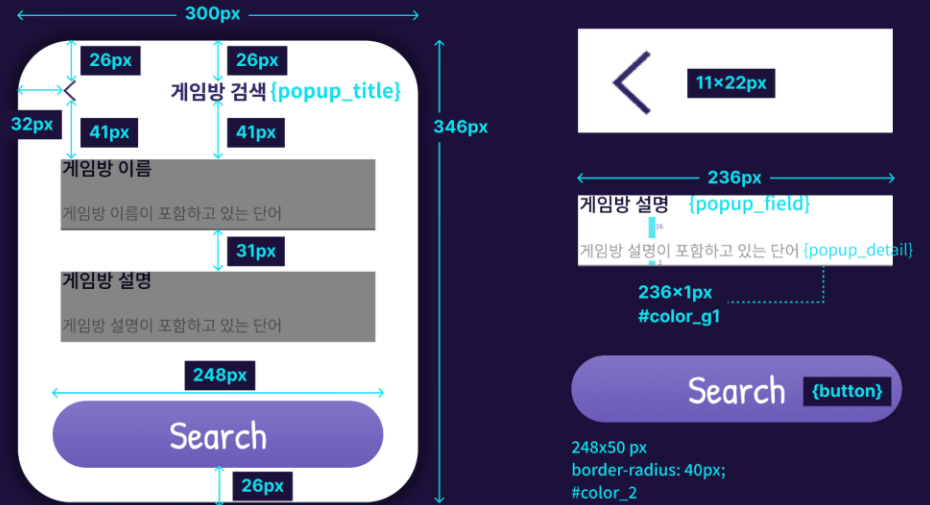 300px
26px
26px
게임방 검색 {popup_title}
32px
41px
41px
346px
게임방 이름
게임방 이름이 포함하고 있는 단어
31px
게임방 설명
게임방 설명이 포함하고 있는 단어
248px
Search
26px
11×22px
236px
게임방 설명 {popup_field}
16
게임방 설명이 포함하고 있는 단어 {popup_detail}
3
236×1px
#color_g1
Search {button}
248x50 px
border-radius: 40px;
#color_2